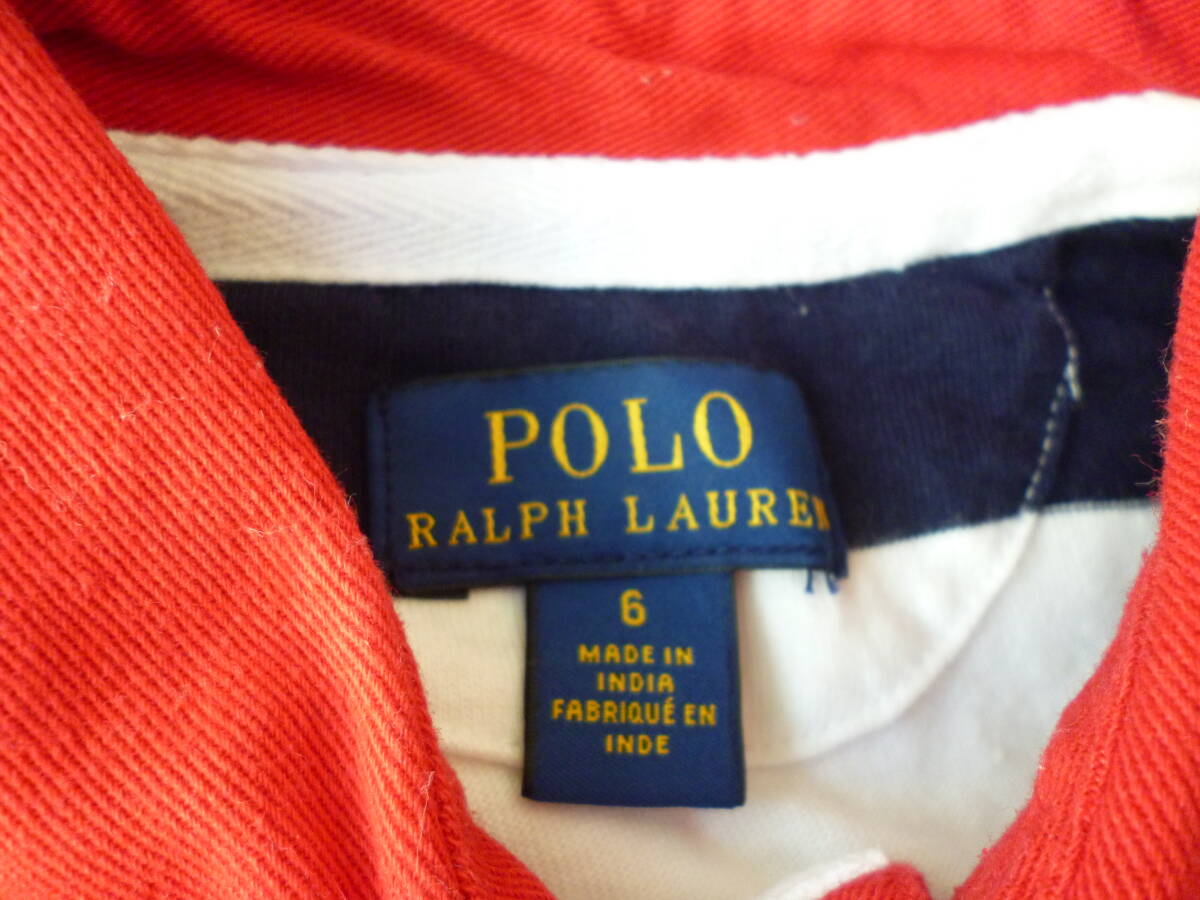 POLO
RALPH LAUREN
6
MADE IN
INDIA
FABRIQUÉ EN
INDE